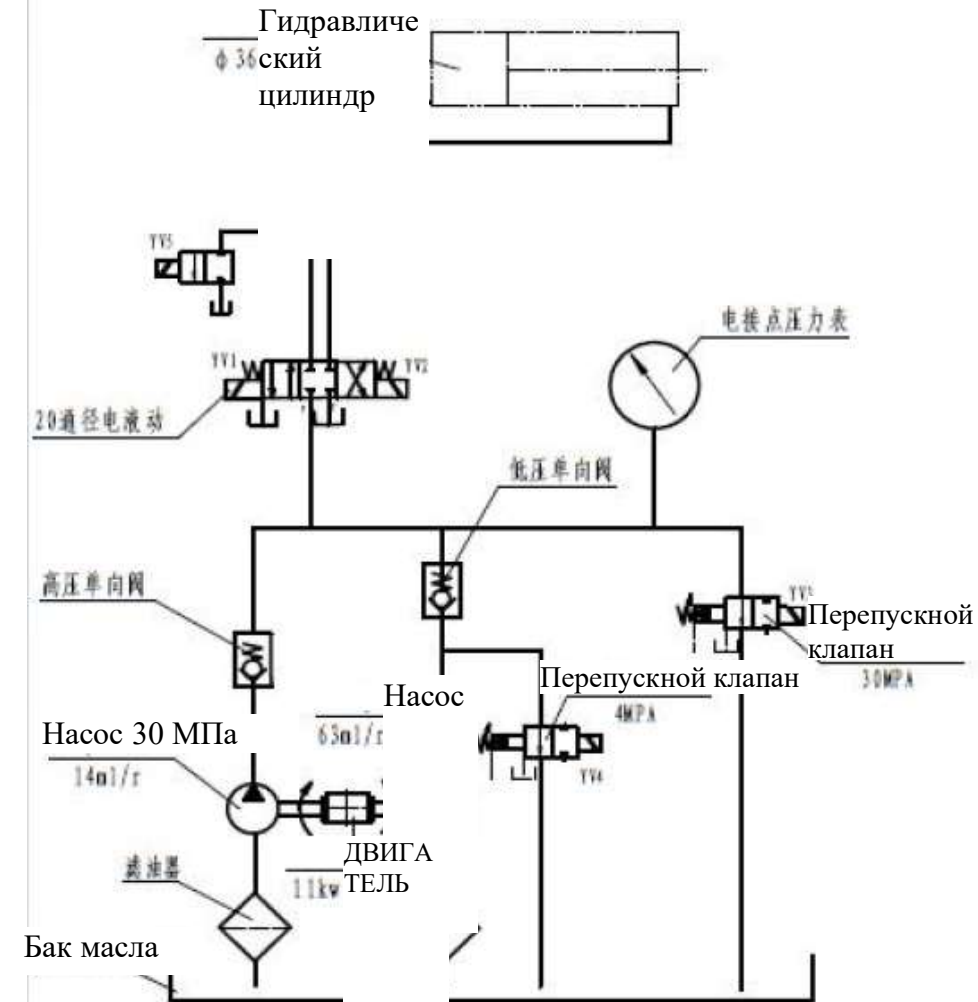 Гидравличе
ский
цилиндр
ф 36
YV5
电接点压力表
YV1
YV2
20通径电液动
低压单向阀
高压单向阀
Перепускной
клапан
30MPA
Перепускной клапан
4MPA
Насос
63ml/r
Насос 30 МПа
14ml/r
YV4
ДВИГА
ТЕЛЬ
11kw
滤油器
Бак масла